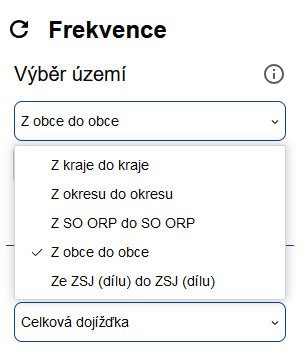 Frekvence
Výběr území
Z obce do obce
Z kraje do kraje
Z okresu do okresu
Z SO ORP do SO ORP
Z obce do obce
Ze ZSJ (dílu) do ZSJ (dílu)
Celková dojížďka